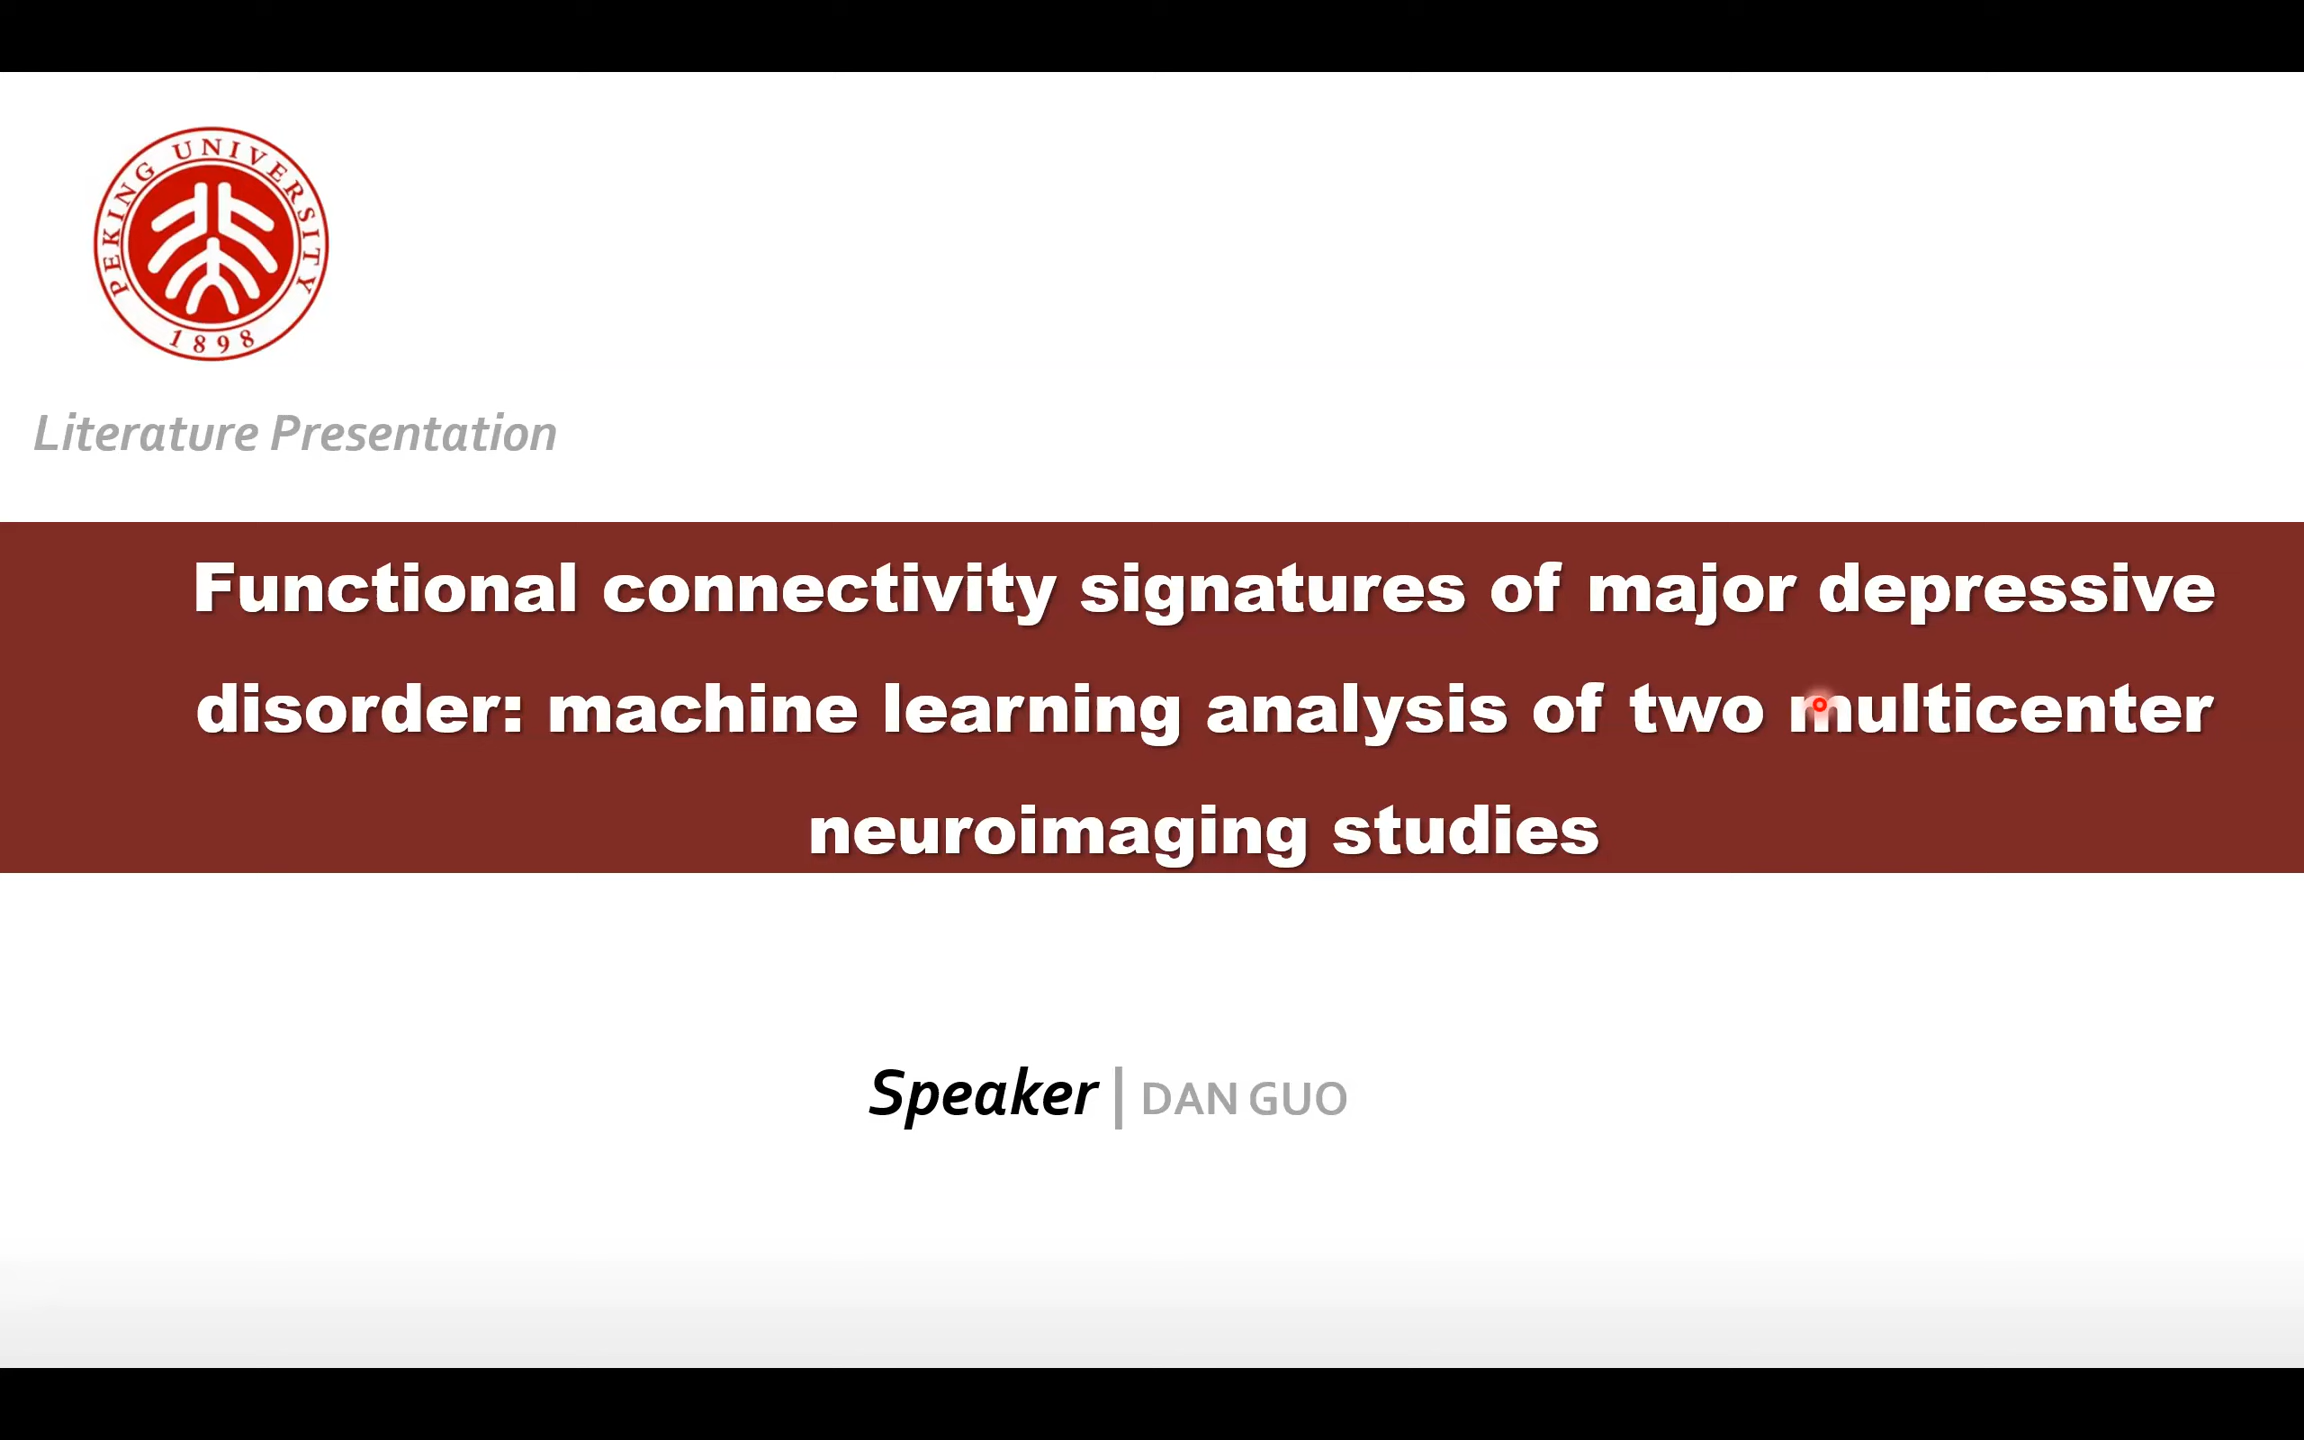 PEKING UNIVERSITY
1898
Literature Presentation
Functional connectivity signatures of major depressive
disorder: machine learning analysis of two multicenter
neuroimaging studies
Speaker | DAN GUO